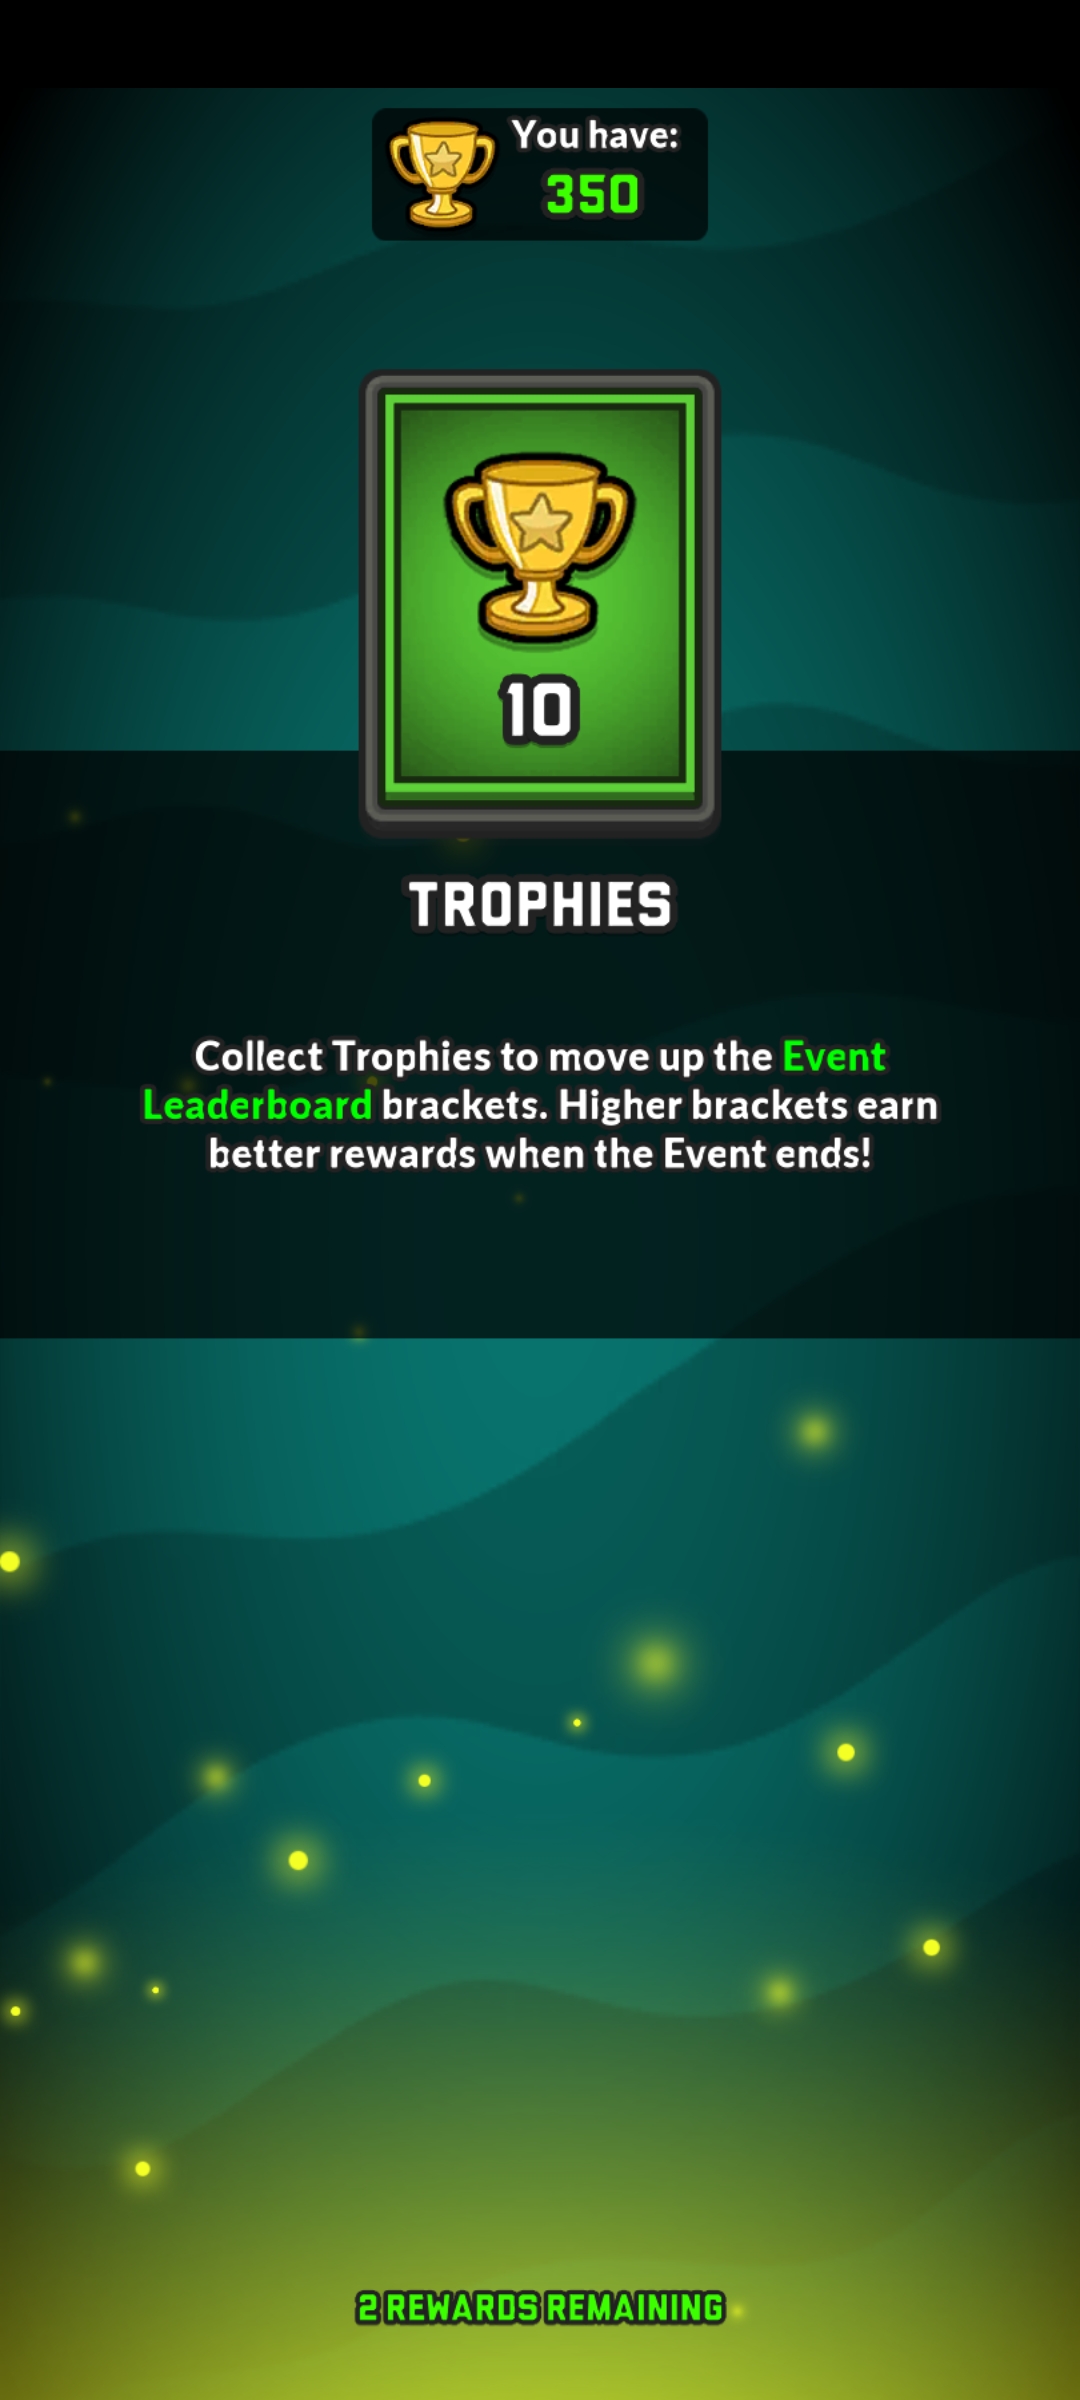 You have:
350
10
TROPHIES
Collect Trophies to move up the Event
Leaderboard brackets. Higher brackets earn
better rewards when the Event ends!
2 REWARDS REMAINING